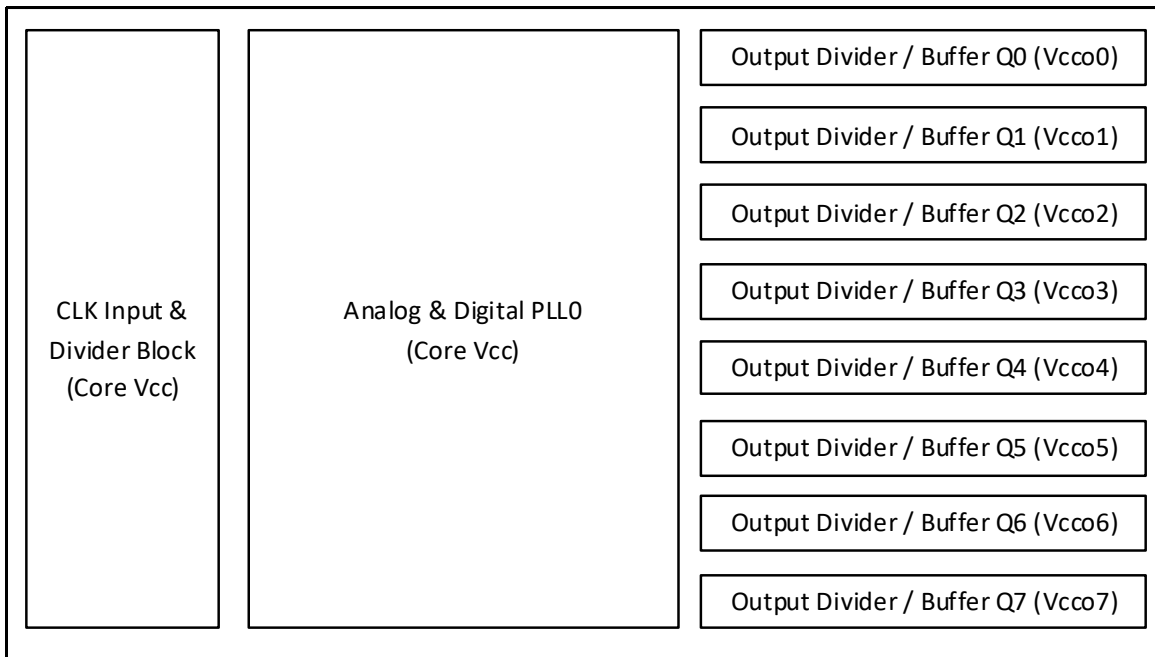 CLK Input &
Divider Block
(Core Vcc)
Analog & Digital PLL0
(Core Vcc)
Output Divider / Buffer Q0 (Vcco0)
Output Divider / Buffer Q1 (Vcco1)
Output Divider / Buffer Q2 (Vcco2)
Output Divider / Buffer Q3 (Vcco3)
Output Divider / Buffer Q4 (Vcco4)
Output Divider / Buffer Q5 (Vcco5)
Output Divider / Buffer Q6 (Vcco6)
Output Divider / Buffer Q7 (Vcco7)